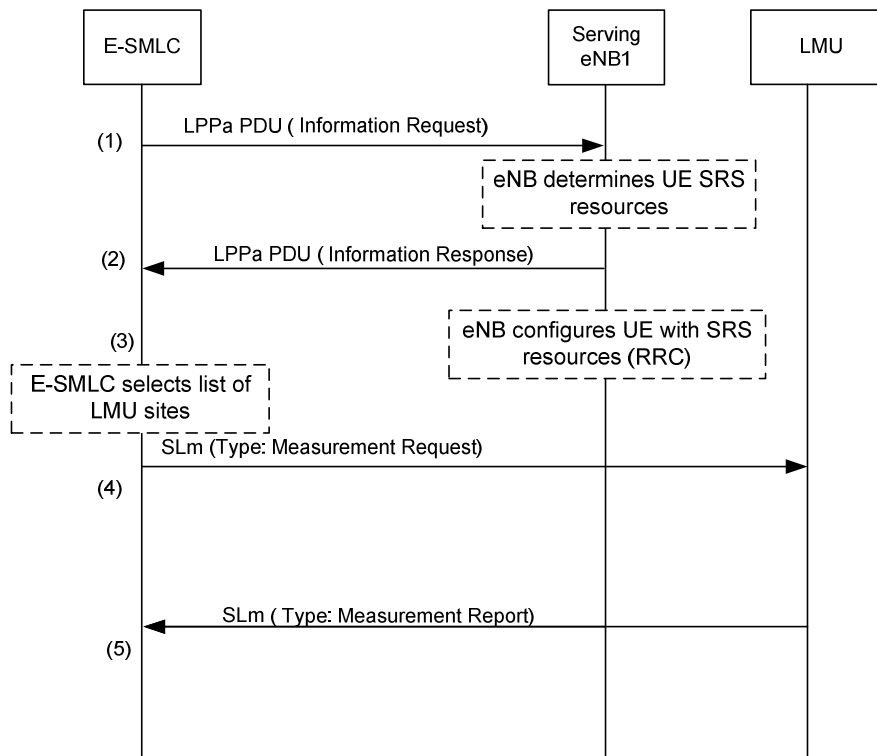 E-SMLC
Serving
eNB1
LMU
(1)
LPPa PDU ( Information Request)
eNB determines UE SRS
resources
(2)
LPPa PDU ( Information Response)
eNB configures UE with SRS
resources (RRC)
(3)
E-SMLC selects list of
LMU sites
SLm (Type: Measurement Request)
(4)
SLm ( Type: Measurement Report)
(5)